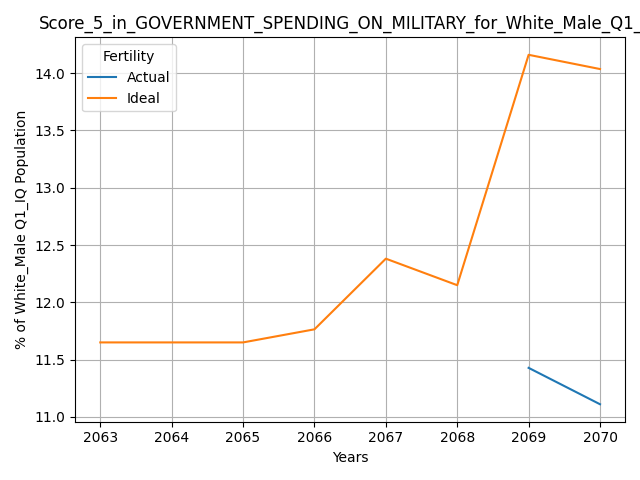 Score_5_in_GOVERNMENT_SPENDING_ON_MILITARY_for_White_Male_Q1_
Fertility
Actual
Ideal
% of White_Male Q1_IQ Population
14.0
13.5
13.0
12.5
12.0
11.5
11.0
2063 2064 2065 2066 2067 2068 2069 2070
Years